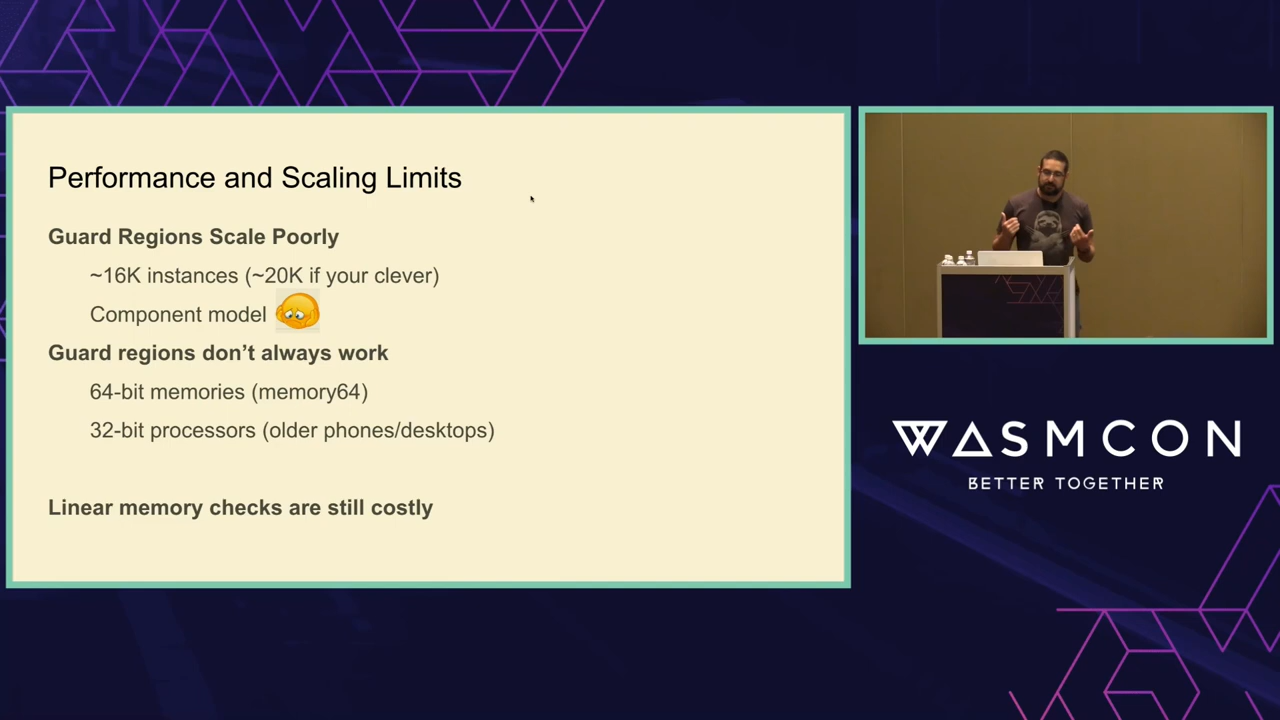 Performance and Scaling Limits
Guard Regions Scale Poorly
~16K instances (~20K if your clever)
Component model
Guard regions don’t always work
64-bit memories (memory64)
32-bit processors (older phones/desktops)
Linear memory checks are still costly
WASMCON
BETTER TOGETHER